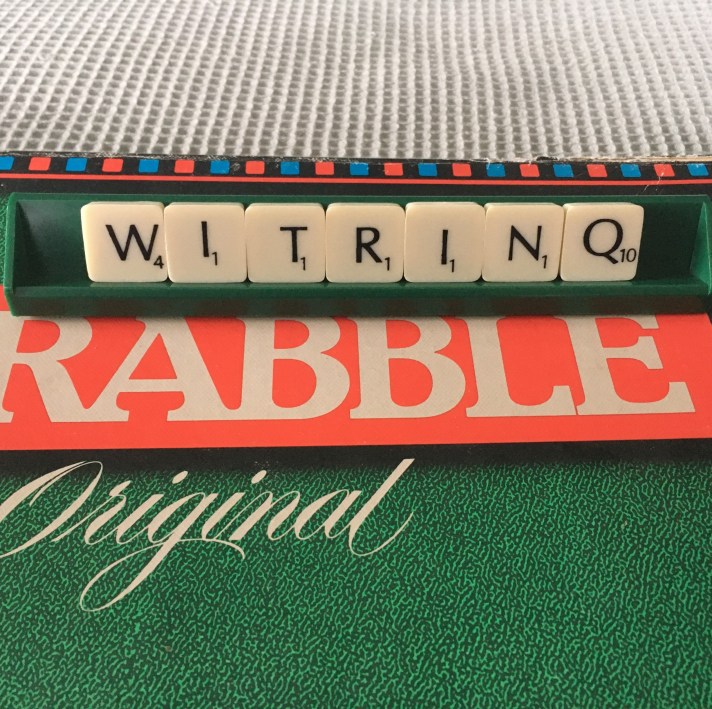 W4 I1 T1 R1 I1 N1 Q10
RABBLE
Original